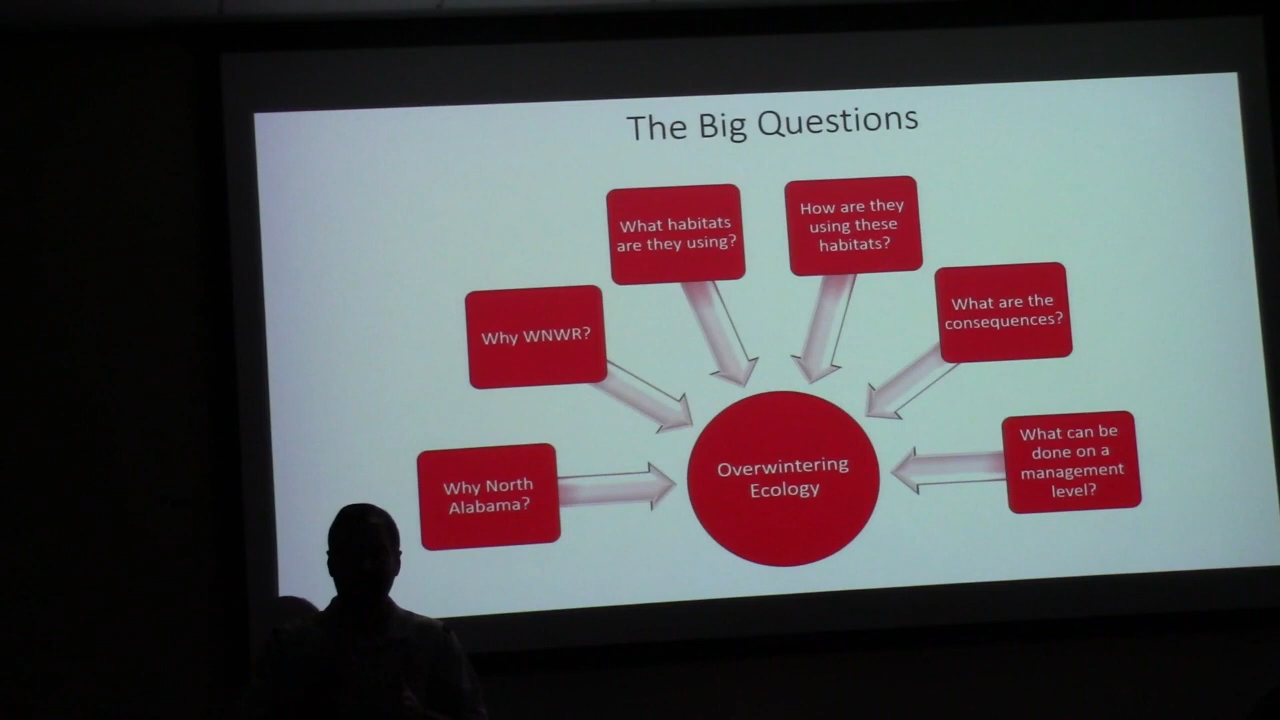 The Big Questions
What habitats
are they using?
How are they
using these
habitats?
Why WNWR?
What are the
consequences?
Why North
Alabama?
Overwintering
Ecology
What can be
done on a
management
level?